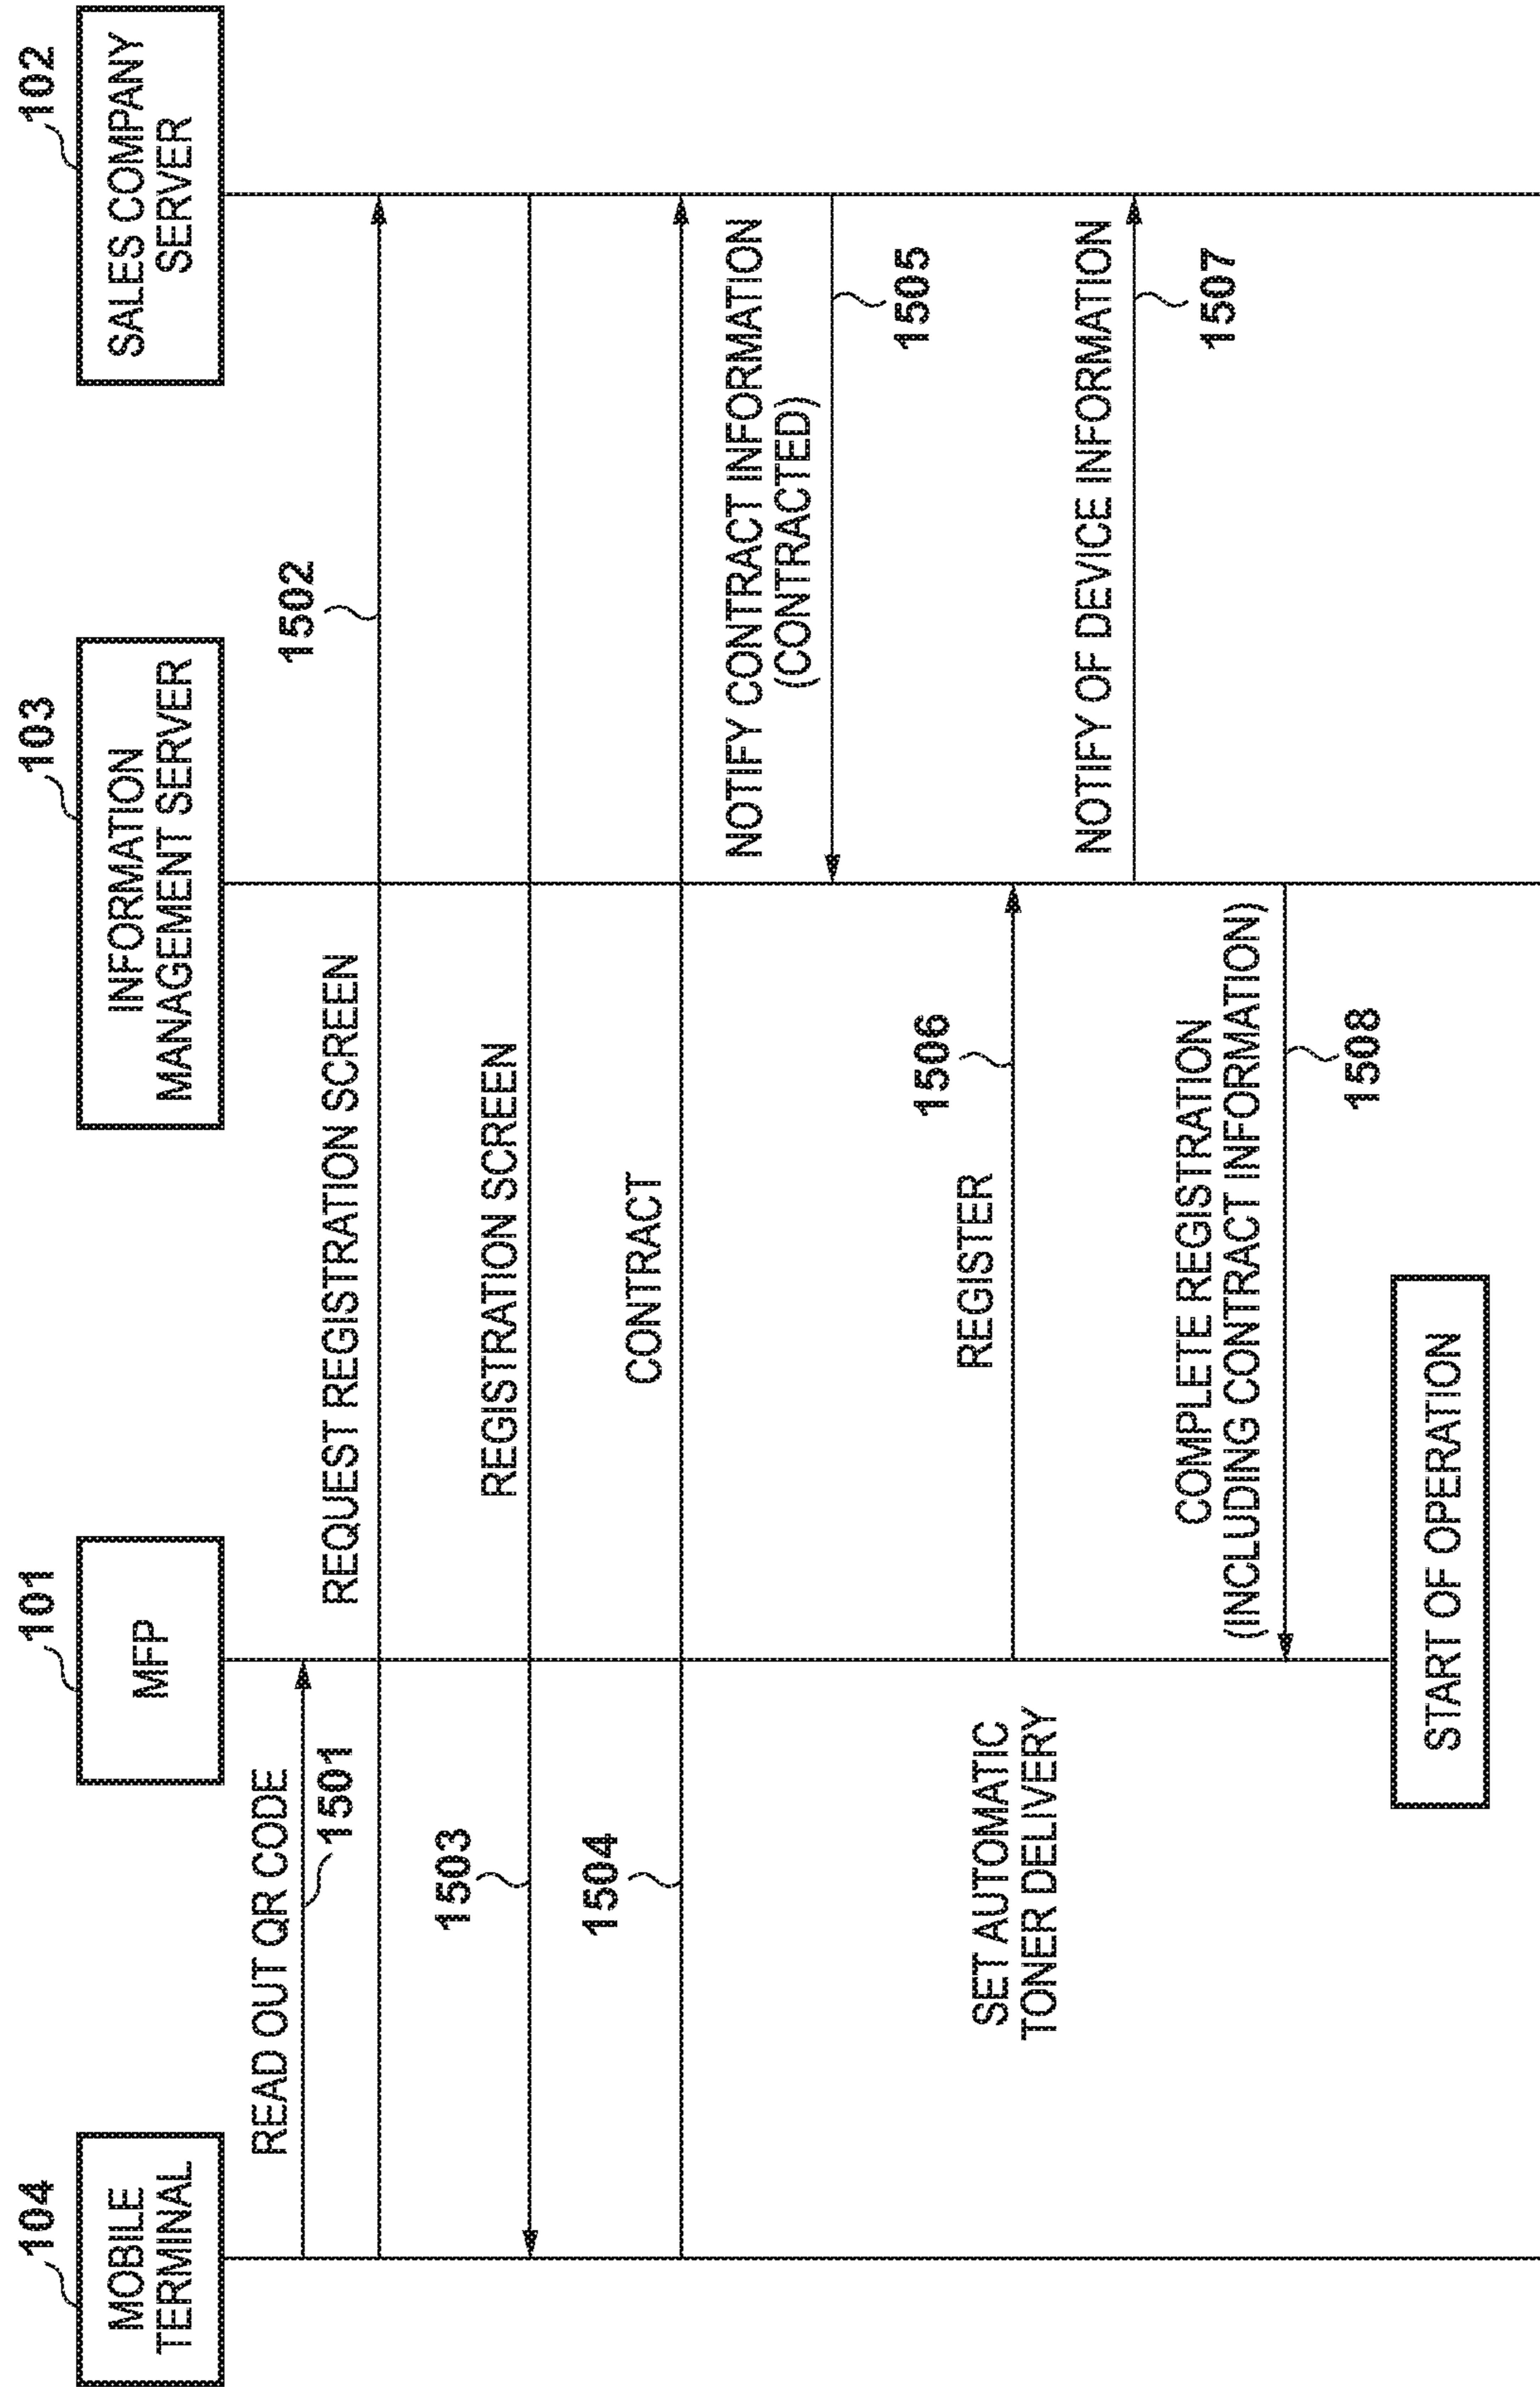 104
MOBILE
TERMINAL
101
MFP
103
INFORMATION
MANAGEMENT SERVER
102
SALES COMPANY
SERVER
READ OUT QR CODE
1501
REQUEST REGISTRATION SCREEN
1502
REGISTRATION SCREEN
1503
CONTRACT
1504
NOTIFY CONTRACT INFORMATION
(CONTRACTED)
1505
SET AUTOMATIC
TONER DELIVERY
REGISTER
1506
NOTIFY OF DEVICE INFORMATION
1507
COMPLETE REGISTRATION
(INCLUDING CONTRACT INFORMATION)
1508
START OF OPERATION